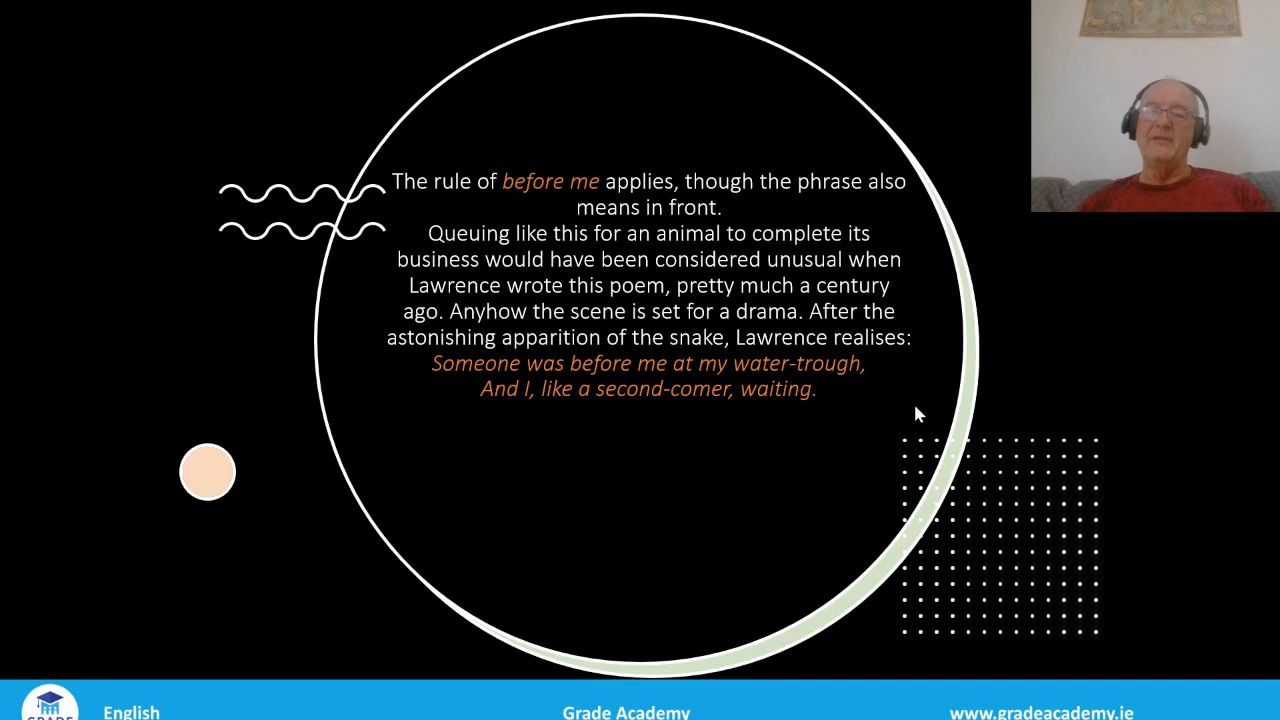 The rule of before me applies, though the phrase also
means in front.
Queuing like this for an animal to complete its
business would have been considered unusual when
Lawrence wrote this poem, pretty much a century
ago. Anyhow the scene is set for a drama. After the
astonishing apparition of the snake, Lawrence realises:
Someone was before me at my water-trough,
And I, like a second-comer, waiting.
GRADE
English
Grade Academy
www.gradeacademy.ie